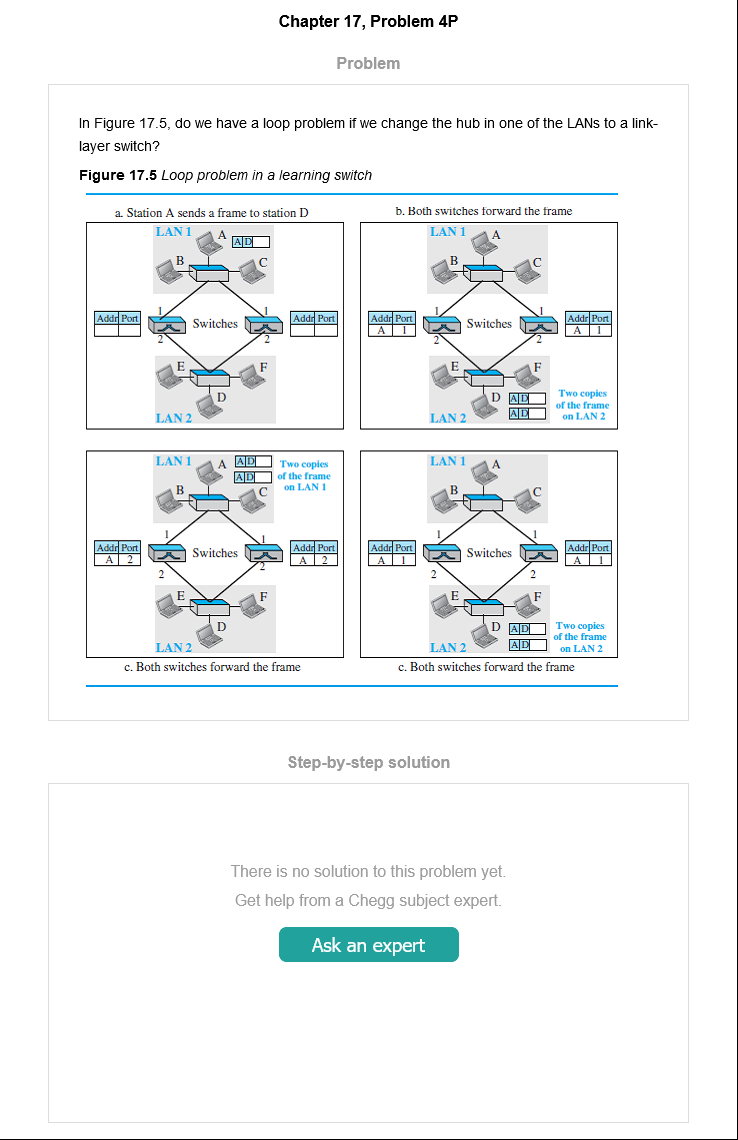 Chapter 17, Problem 4P
Problem
In Figure 17.5, do we have a loop problem if we change the hub in one of the LANs to a link-
layer switch?
Figure 17.5 Loop problem in a learning switch
a. Station A sends a frame to station D
LAN 1
A
A D
B
C
Addr Port
1
Switches
1
Addr Port
2
2
E
F
D
LAN 2
b. Both switches forward the frame
LAN 1
A
B
C
Addr Port
A 1
1
Switches
1
Addr Port
A 1
2
2
E
F
D
A D
A D
Two copies
of the frame
on LAN 2
LAN 2
LAN 1
A
A D
A D
Two copies
of the frame
on LAN 1
B
C
Addr Port
A 2
1
Switches
1
Addr Port
A 2
2
2
E
F
D
LAN 2
c. Both switches forward the frame
LAN 1
A
B
C
Addr Port
A 1
1
Switches
1
Addr Port
A 1
2
2
E
F
D
A D
A D
Two copies
of the frame
on LAN 2
LAN 2
c. Both switches forward the frame
Step-by-step solution
There is no solution to this problem yet.
Get help from a Chegg subject expert.
Ask an expert